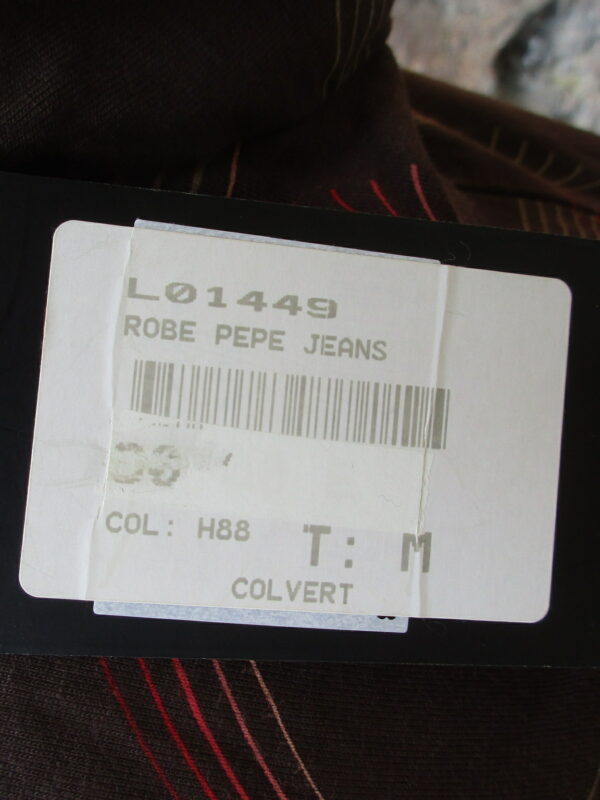 L01449
ROBE PEPE JEANS
COL: H88
T: M
COLVERT